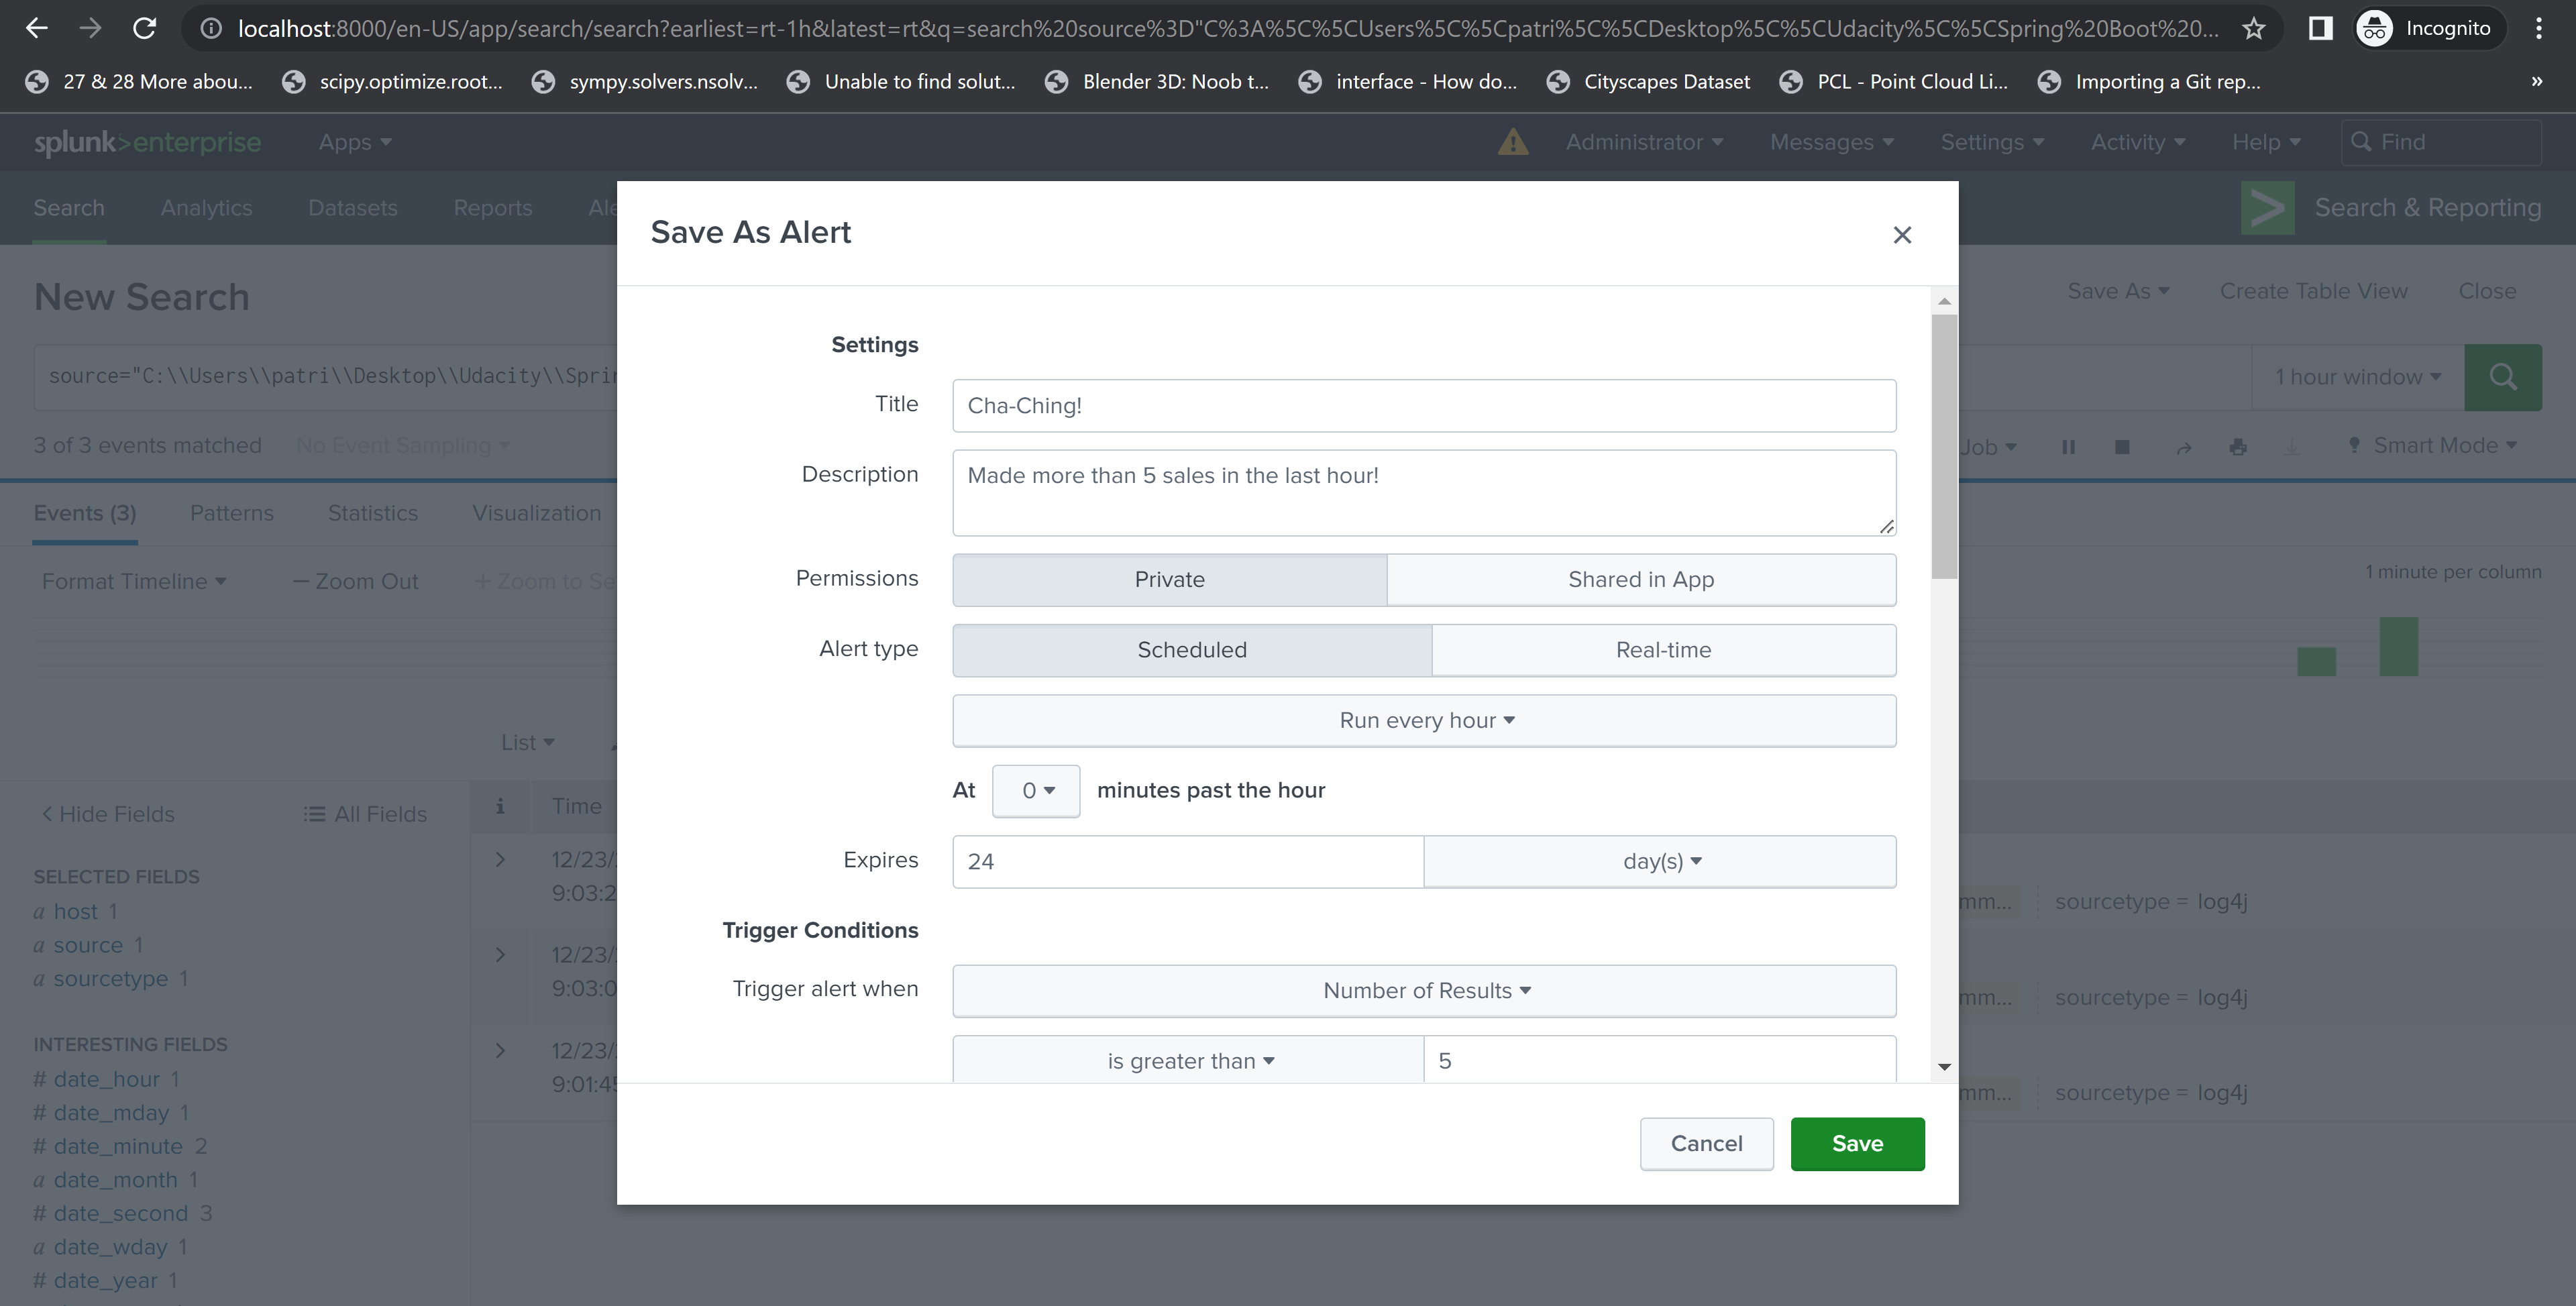 localhost:8000/en-US/app/search/search?earliest=rt-1h&latest=rt&q=search%20source%3D"C%3A%5C%5CUsers%5C%5Cpatri%5C%5CDesktop%5C%5CUdacity%5C%5CSpring%20Boot%20...
Incognito
27 & 28 More abou...
scipy.optimize.root...
sympy.solvers.nsolv...
Unable to find solut...
Blender 3D: Noob t...
interface - How do...
Cityscapes Dataset
PCL - Point Cloud Li...
Importing a Git rep...
»
splunk>enterprise
Apps
Administrator
Messages
Settings
Activity
Help
Find
Search
Analytics
Datasets
Reports
Ale
Search & Reporting
New Search
Save As
Create Table View
Close
source="C:\\Users\\patri\\Desktop\\Udacity\\Sprin
1 hour window
3 of 3 events matched
No Event Sampling
Job
Smart Mode
Events (3)
Patterns
Statistics
Visualization
Format Timeline
— Zoom Out
+ Zoom to Se
1 minute per column
List
< Hide Fields
All Fields
i
Time
SELECTED FIELDS
a host 1
a source 1
a sourcetype 1
INTERESTING FIELDS
# date_hour 1
# date_mday 1
# date_minute 2
a date_month 1
# date_second 3
a date_wday 1
# date_year 1
12/23/
9:03:2
mm...
sourcetype = log4j
12/23/
9:03:0
mm...
sourcetype = log4j
12/23/
9:01:45
mm...
sourcetype = log4j
Save As Alert
Settings
Title
Cha-Ching!
Description
Made more than 5 sales in the last hour!
Permissions
Private
Shared in App
Alert type
Scheduled
Real-time
Run every hour
At 0 minutes past the hour
Expires
24
day(s)
Trigger Conditions
Trigger alert when
Number of Results
is greater than
5
Cancel
Save